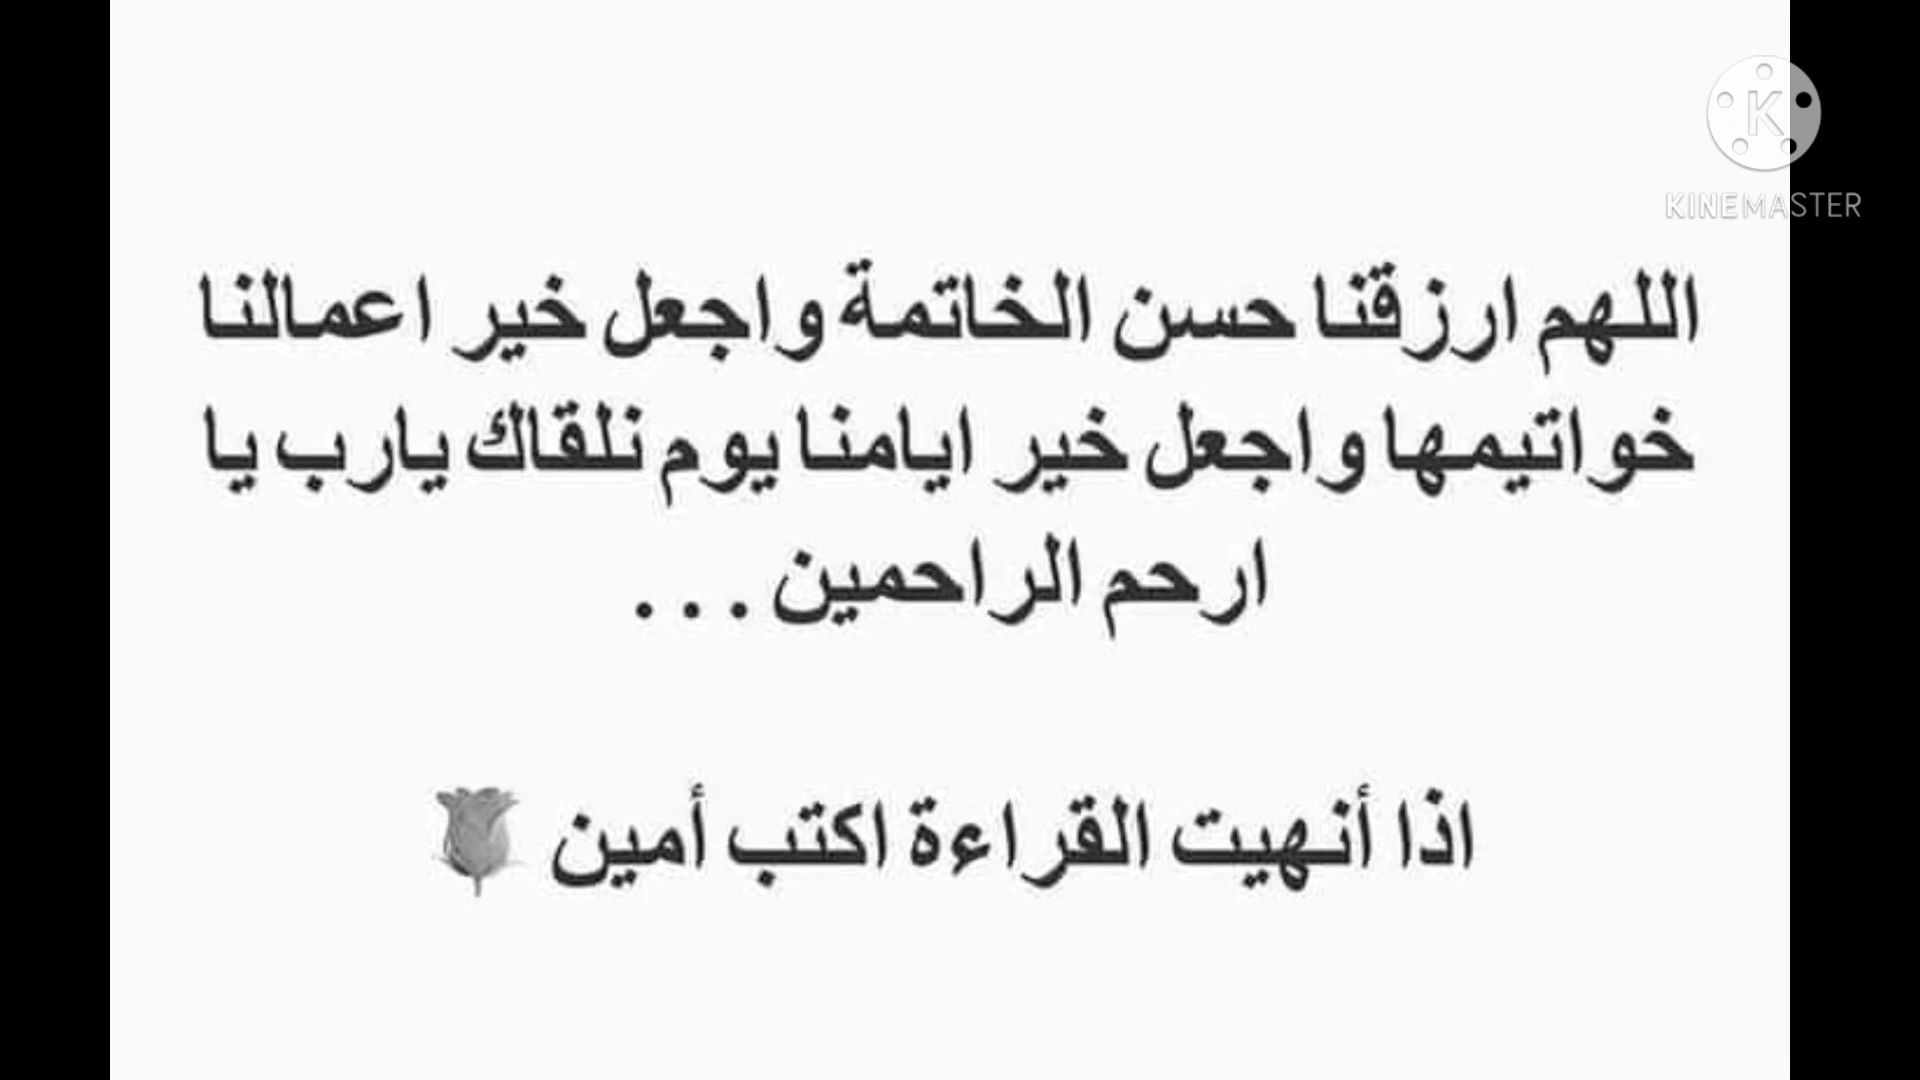 KINEMASTER
اللهم ارزقنا حسن الخاتمة واجعل خير اعمالنا
خواتيمها واجعل خير ايامنا يوم نلقاك يارب يا
ارحم الراحمين ...
اذا أنهيت القراءة اكتب أمين